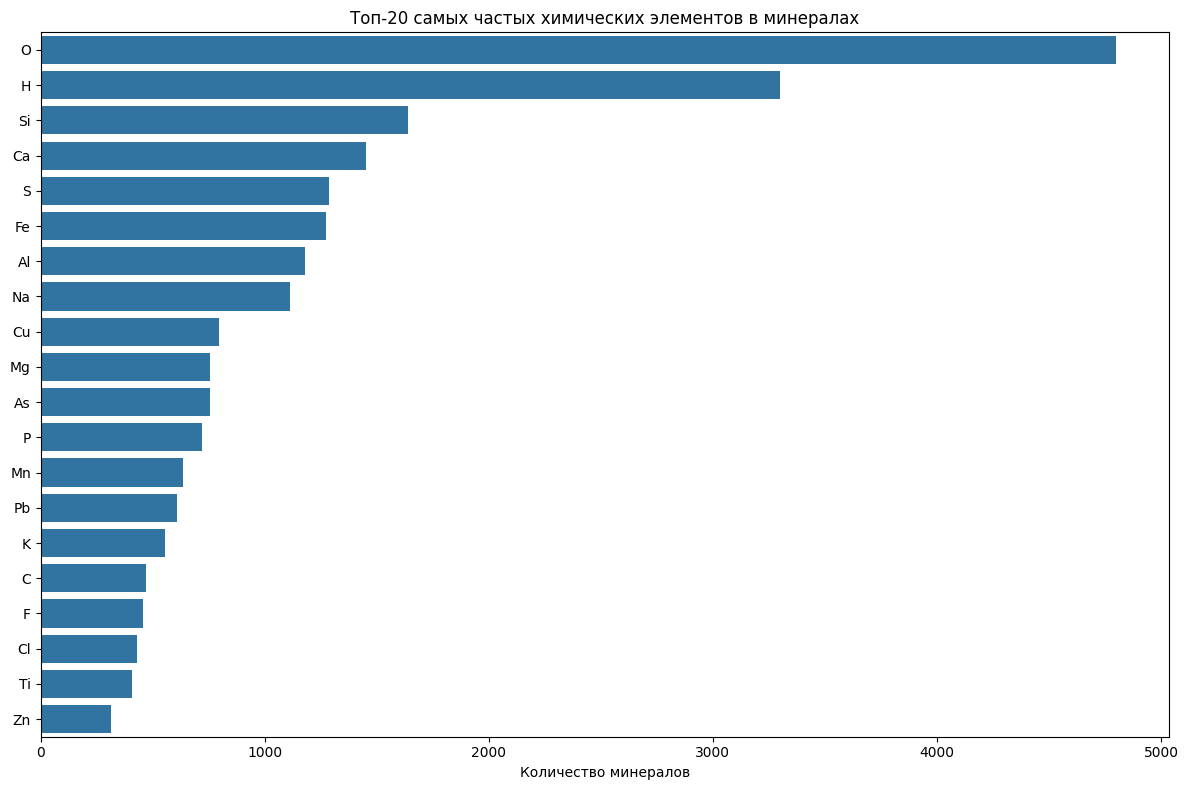 Топ-20 самых частых химических элементов в минералах
O
H
Si
Ca
S
Fe
Al
Na
Cu
Mg
As
P
Mn
Pb
K
C
F
Cl
Ti
Zn
0 1000 2000 3000 4000 5000
Количество минералов